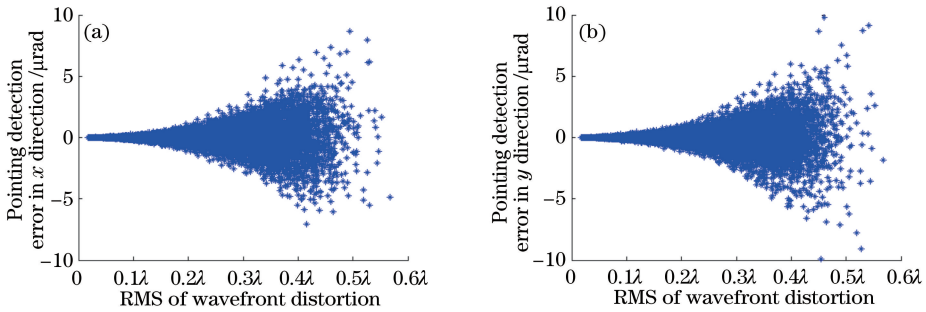 (a)
Pointing detection
error in x direction /μrad
10
5
0
−5
−10
0 0.1λ 0.2λ 0.3λ 0.4λ 0.5λ 0.6λ
RMS of wavefront distortion
(b)
Pointing detection
error in y direction /μrad
10
5
0
−5
−10
0 0.1λ 0.2λ 0.3λ 0.4λ 0.5λ 0.6λ
RMS of wavefront distortion